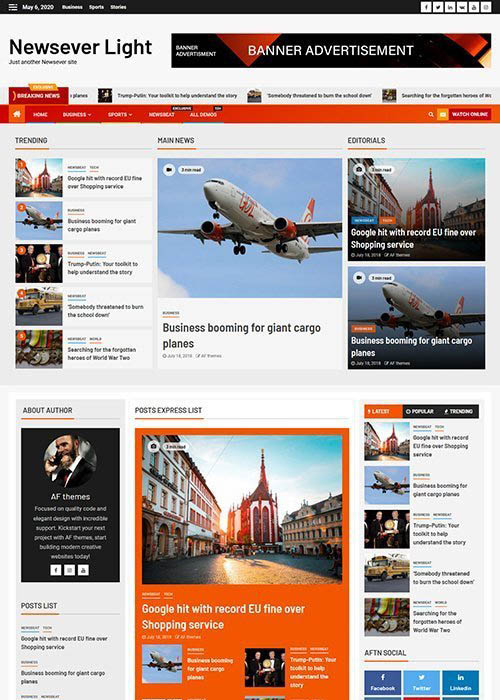 May 6, 2020 Business Sports Stories
Newsever Light
Just another Newsever site
BANNER
ADVERTISMENT
BANNER ADVERTISEMENT
EXCLUSIVE
BREAKING NEWS
planes
Trump-Putin: Your toolkit to help understand the story
'Somebody threatened to burn the school down'
Searching for the forgotten heroes of W
HOME BUSINESS SPORTS NEWSBEAT ALL DEMOS
EXCLUSIVE
WATCH ONLINE
TRENDING
1
NEWSBEAT TECH
Google hit with record EU fine
over Shopping service
2
BUSINESS
Business booming for giant
cargo planes
3
BUSINESS NEWSBEAT
Trump-Putin: Your toolkit to
help understand the story
4
NEWSBEAT
'Somebody threatened to burn
the school down'
5
NEWSBEAT WORLD
Searching for the forgotten
heroes of World War Two
MAIN NEWS
3 min read
BUSINESS
Business booming for giant cargo
planes
July 18, 2018 AF themes
EDITORIALS
3 min read
NEWSBEAT TECH
Google hit with record EU fine over
Shopping service
July 18, 2018 AF themes
3 min read
BUSINESS
Business booming for giant cargo
planes
July 18, 2018 AF themes
ABOUT AUTHOR
AF themes
Focused on quality code and
elegant design with incredible
support. Kickstart your next
project with AF themes, start
building modern creative
websites today!
POSTS LIST
NEWSBEAT TECH
Google hit with record EU fine
over Shopping service
BUSINESS
Business booming for giant
cargo planes
BUSINESS NEWSBEAT
POSTS EXPRESS LIST
3 min read
NEWSBEAT TECH
Google hit with record EU fine over
Shopping service
July 18, 2018 AF themes
BUSINESS
Business
booming for giant
cargo planes
BUSINESS NEWSBEAT
Trump-Putin: Your
toolkit to help
understand the
story
LATEST POPULAR TRENDING
NEWSBEAT TECH
Google hit with record
EU fine over Shopping
service
BUSINESS
Business booming for
giant cargo planes
BUSINESS NEWSBEAT
Trump-Putin: Your
toolkit to help
understand the story
NEWSBEAT
'Somebody threatened
to burn the school down'
NEWSBEAT WORLD
Searching for the
forgotten heroes of
World War Two
AFTN SOCIAL
Facebook
Twitter
Linkedin